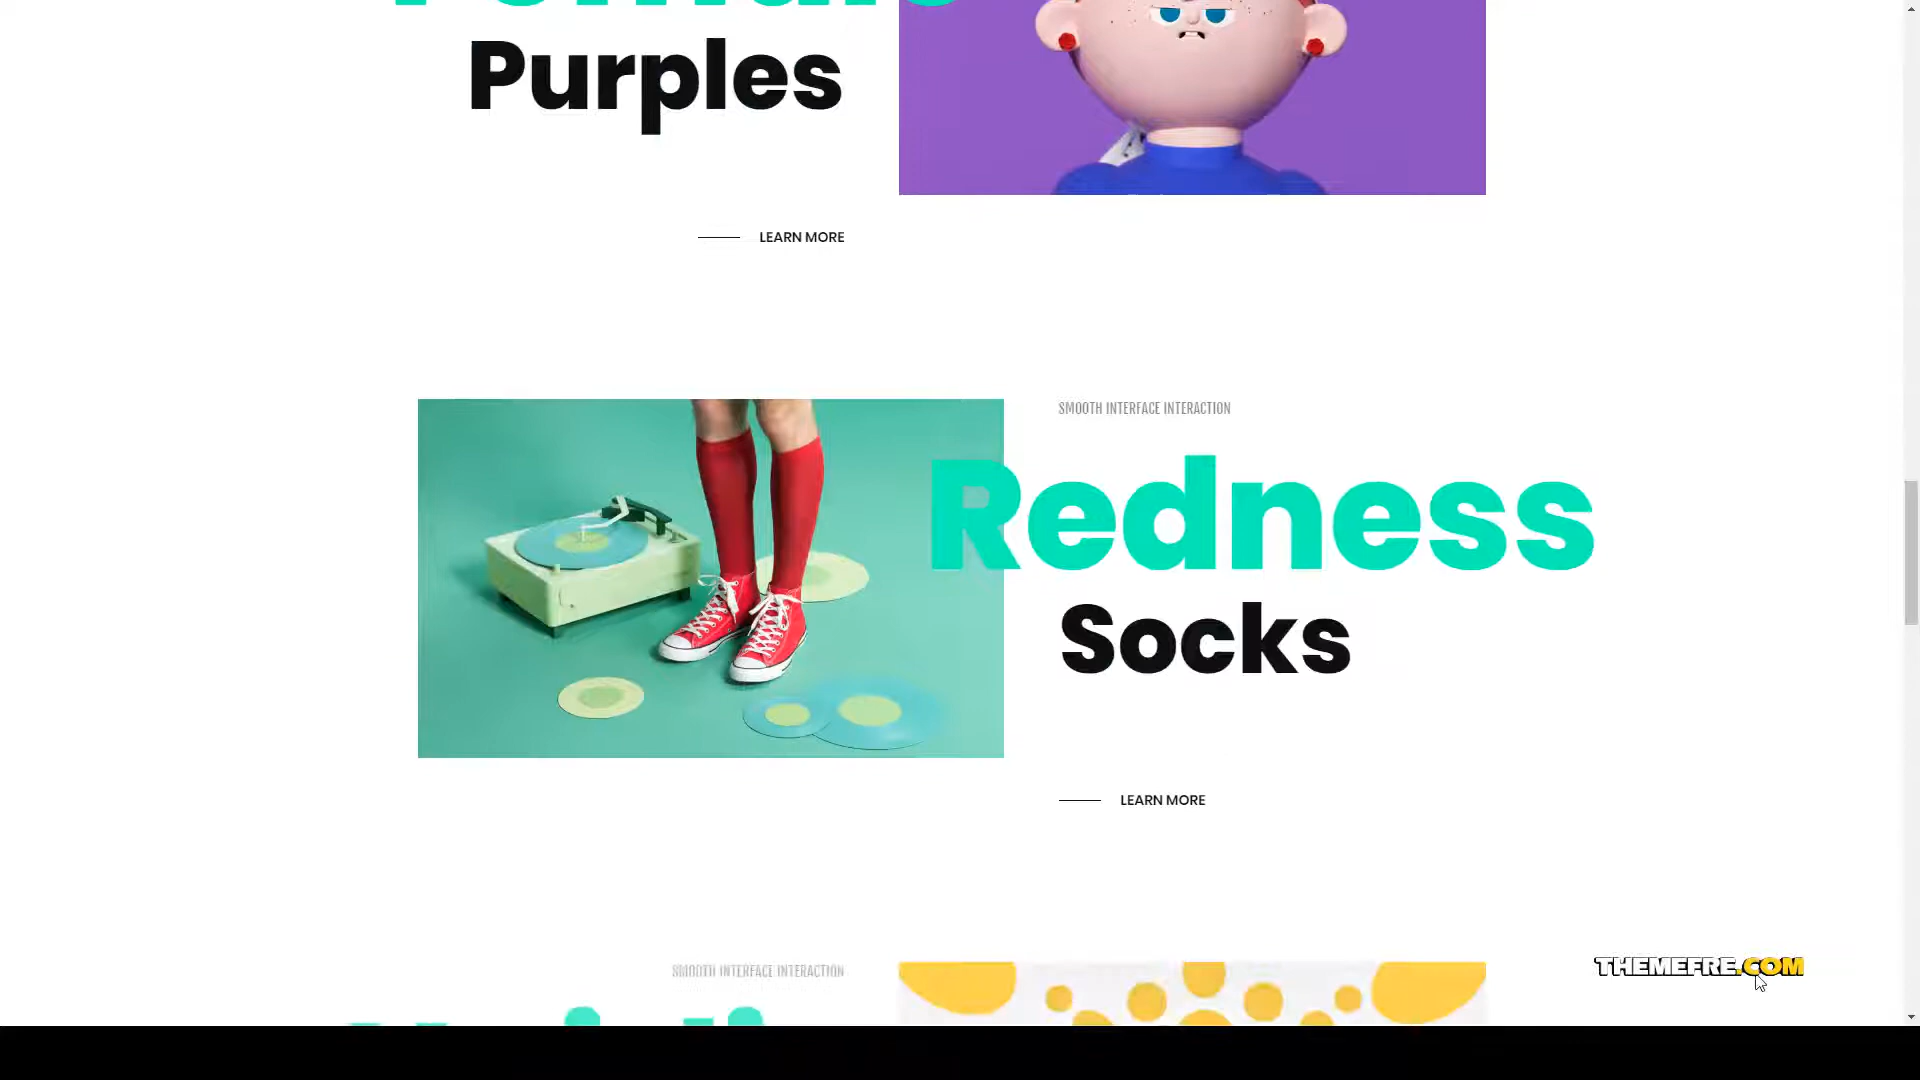 Purples
LEARN MORE
SMOOTH INTERFACE INTERACTION
Redness
Socks
LEARN MORE
SMOOTH INTERFACE INTERACTION
THEMEFRE.COM